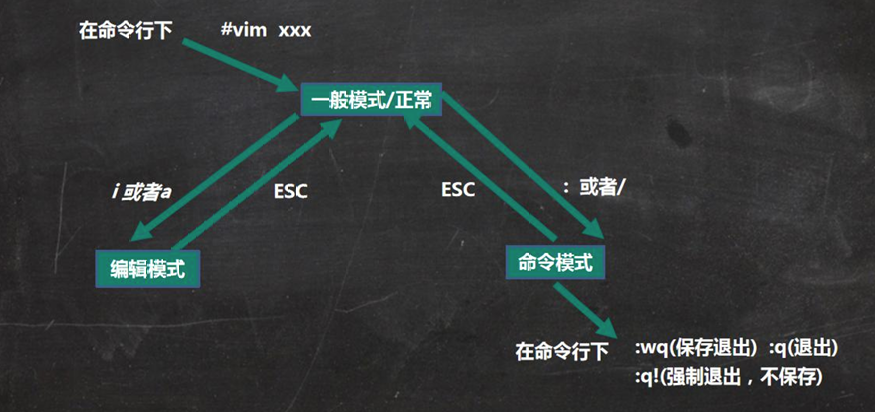 在命令行下 #vim xxx
一般模式/正常
i 或者a
ESC
ESC
: 或者/
编辑模式
命令模式
在命令行下 :wq(保存退出) :q(退出)
:q!(强制退出，不保存)